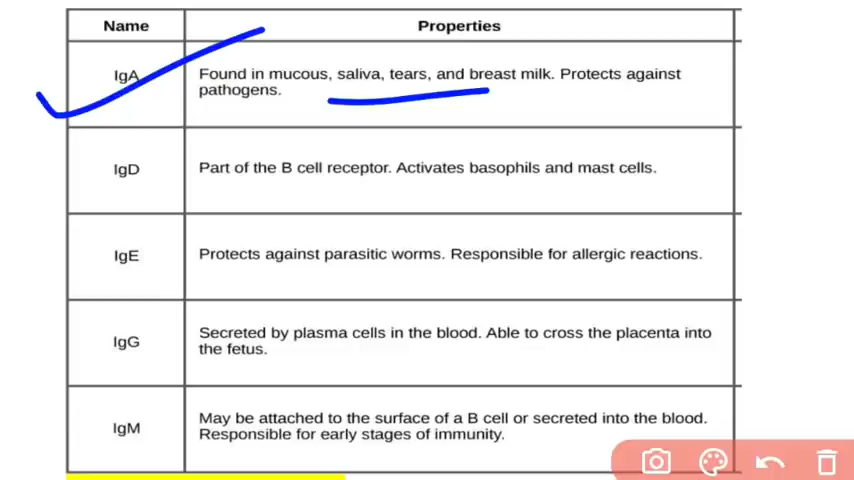 Name Properties
IgA Found in mucous, saliva, tears, and breast milk. Protects against
pathogens.
IgD Part of the B cell receptor. Activates basophils and mast cells.
IgE Protects against parasitic worms. Responsible for allergic reactions.
IgG Secreted by plasma cells in the blood. Able to cross the placenta into
the fetus.
IgM May be attached to the surface of a B cell or secreted into the blood.
Responsible for early stages of immunity.